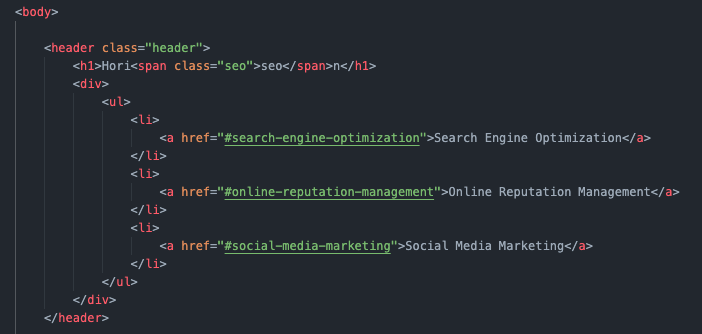 <body>
<header class="header">
<h1>Hori<span class="seo">seo</span>n</h1>
<div>
<ul>
<li>
<a href="#search-engine-optimization">Search Engine Optimization</a>
</li>
<li>
<a href="#online-reputation-management">Online Reputation Management</a>
</li>
<li>
<a href="#social-media-marketing">Social Media Marketing</a>
</li>
</ul>
</div>
</header>